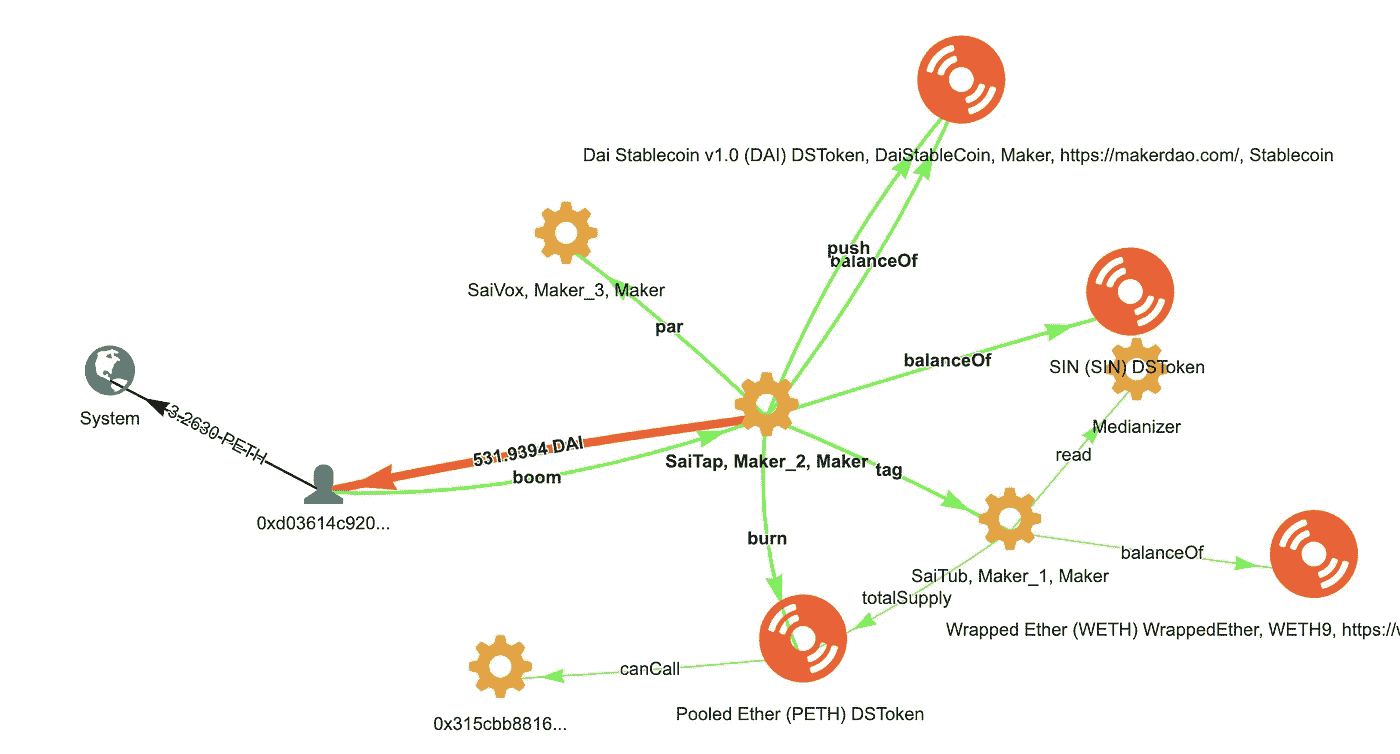 Dai Stablecoin v1.0 (DAI) DSToken, DaiStableCoin, Maker, https://makerdao.com/, Stablecoin
push
balanceOf
SaiVox, Maker_3, Maker
par
balanceOf
SIN (SIN) DSToken
Medianizer
System
3.2630 PETH
531.9394 DAI
boom
SaiTap, Maker_2, Maker
tag
read
0xd03614c920...
burn
balanceOf
SaiTub, Maker_1, Maker
totalSupply
Wrapped Ether (WETH) WrappedEther, WETH9, https://w
canCall
Pooled Ether (PETH) DSToken
0x315cbb8816...